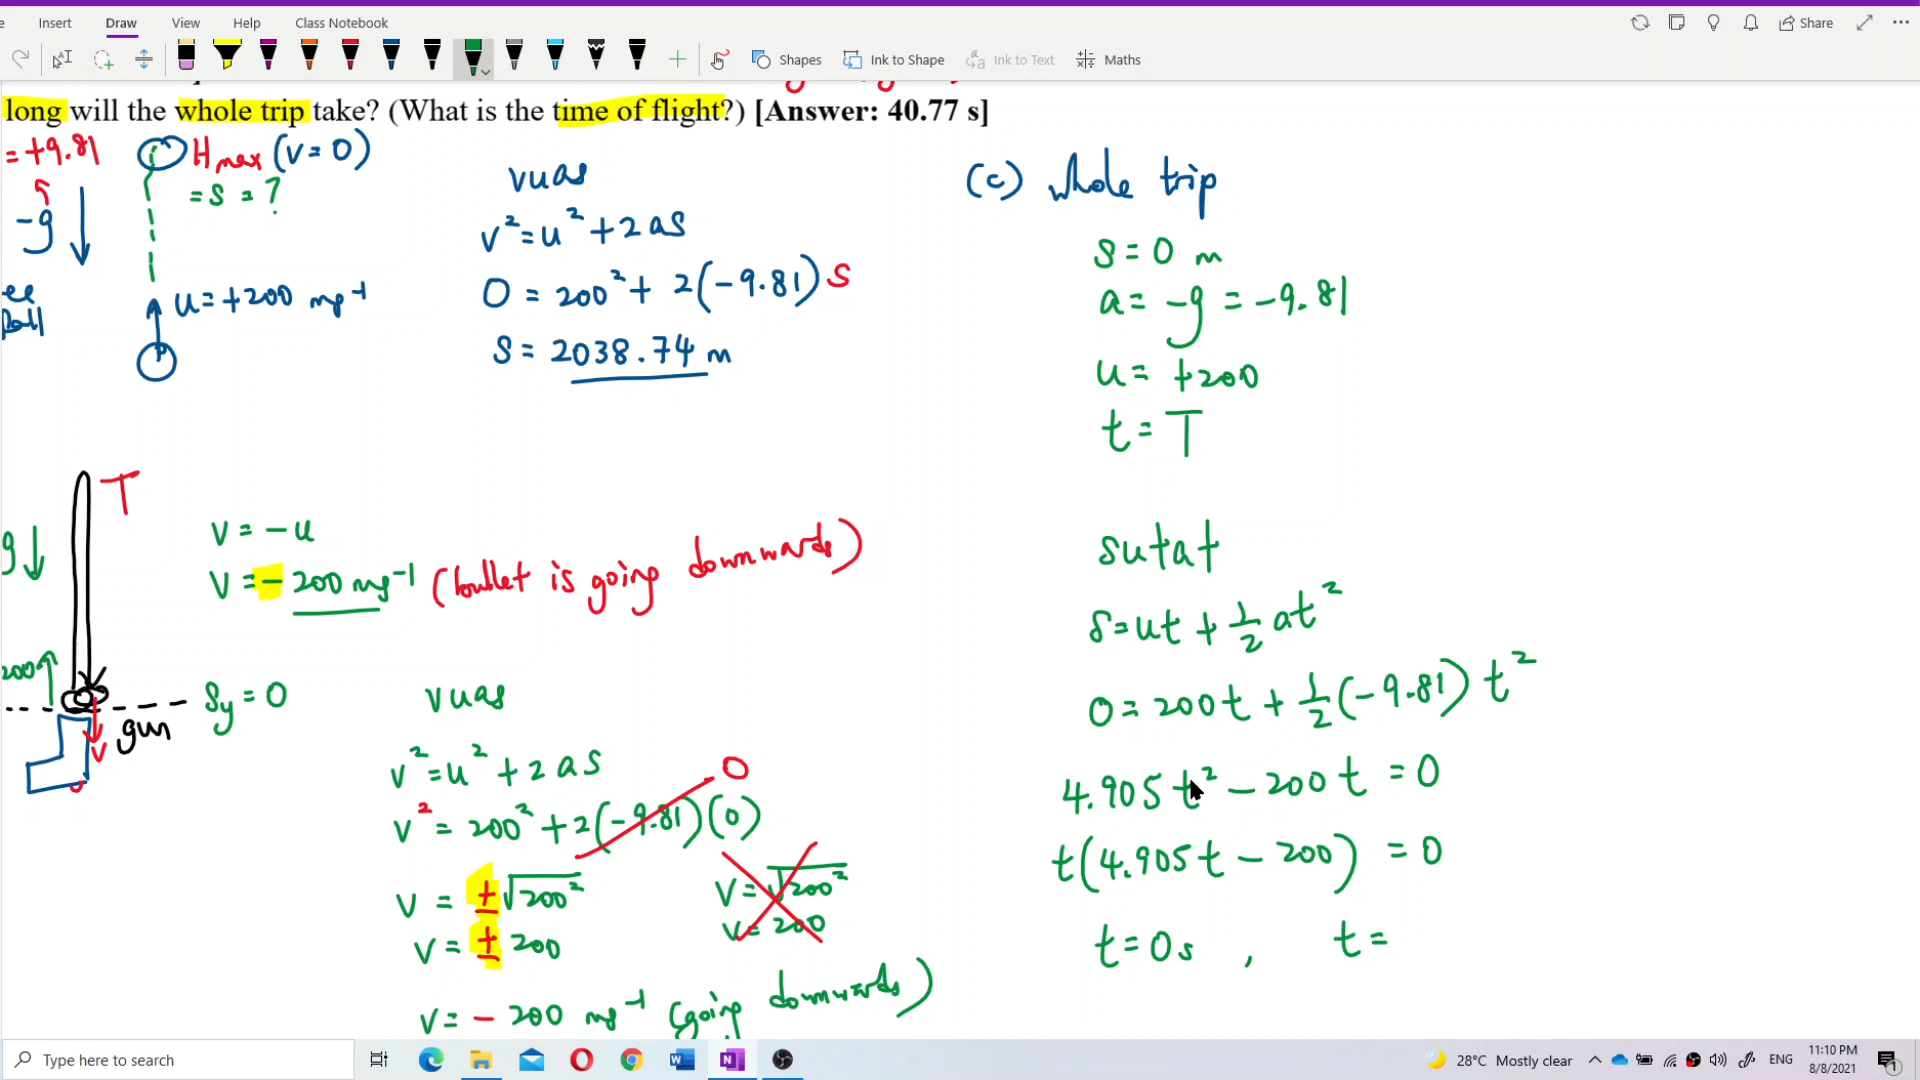 Insert Draw View Help Class Notebook
Share
Shapes Ink to Shape Ink to Text Maths
long will the whole trip take? (What is the time of flight?) [Answer: 40.77 s]
= +9.81
Hmax (v = 0)
= s = ?
-g
u = +200 ms⁻¹
vuas
v² = u² + 2as
0 = 200² + 2(-9.81) s
s = 2038.74 m
T
g
200
gun
v
v = -u
v = - 200 ms⁻¹ (bullet is going downwards)
Sy = 0
vuas
v² = u² + 2as
v² = 200² + 2(-9.81)(0)
0
v = ± √200²
v = ± 200
v = √200²
v = 200
v = - 200 ms⁻¹ (going downwards)
(c) whole trip
s = 0 m
a = -g = -9.81
u = +200
t = T
sutat
s = ut + 1/2 at²
0 = 200t + 1/2 (-9.81) t²
4.905 t² - 200t = 0
t(4.905t - 200) = 0
t = 0s , t =
Type here to search
28°C Mostly clear
ENG
11:10 PM
8/8/2021
1